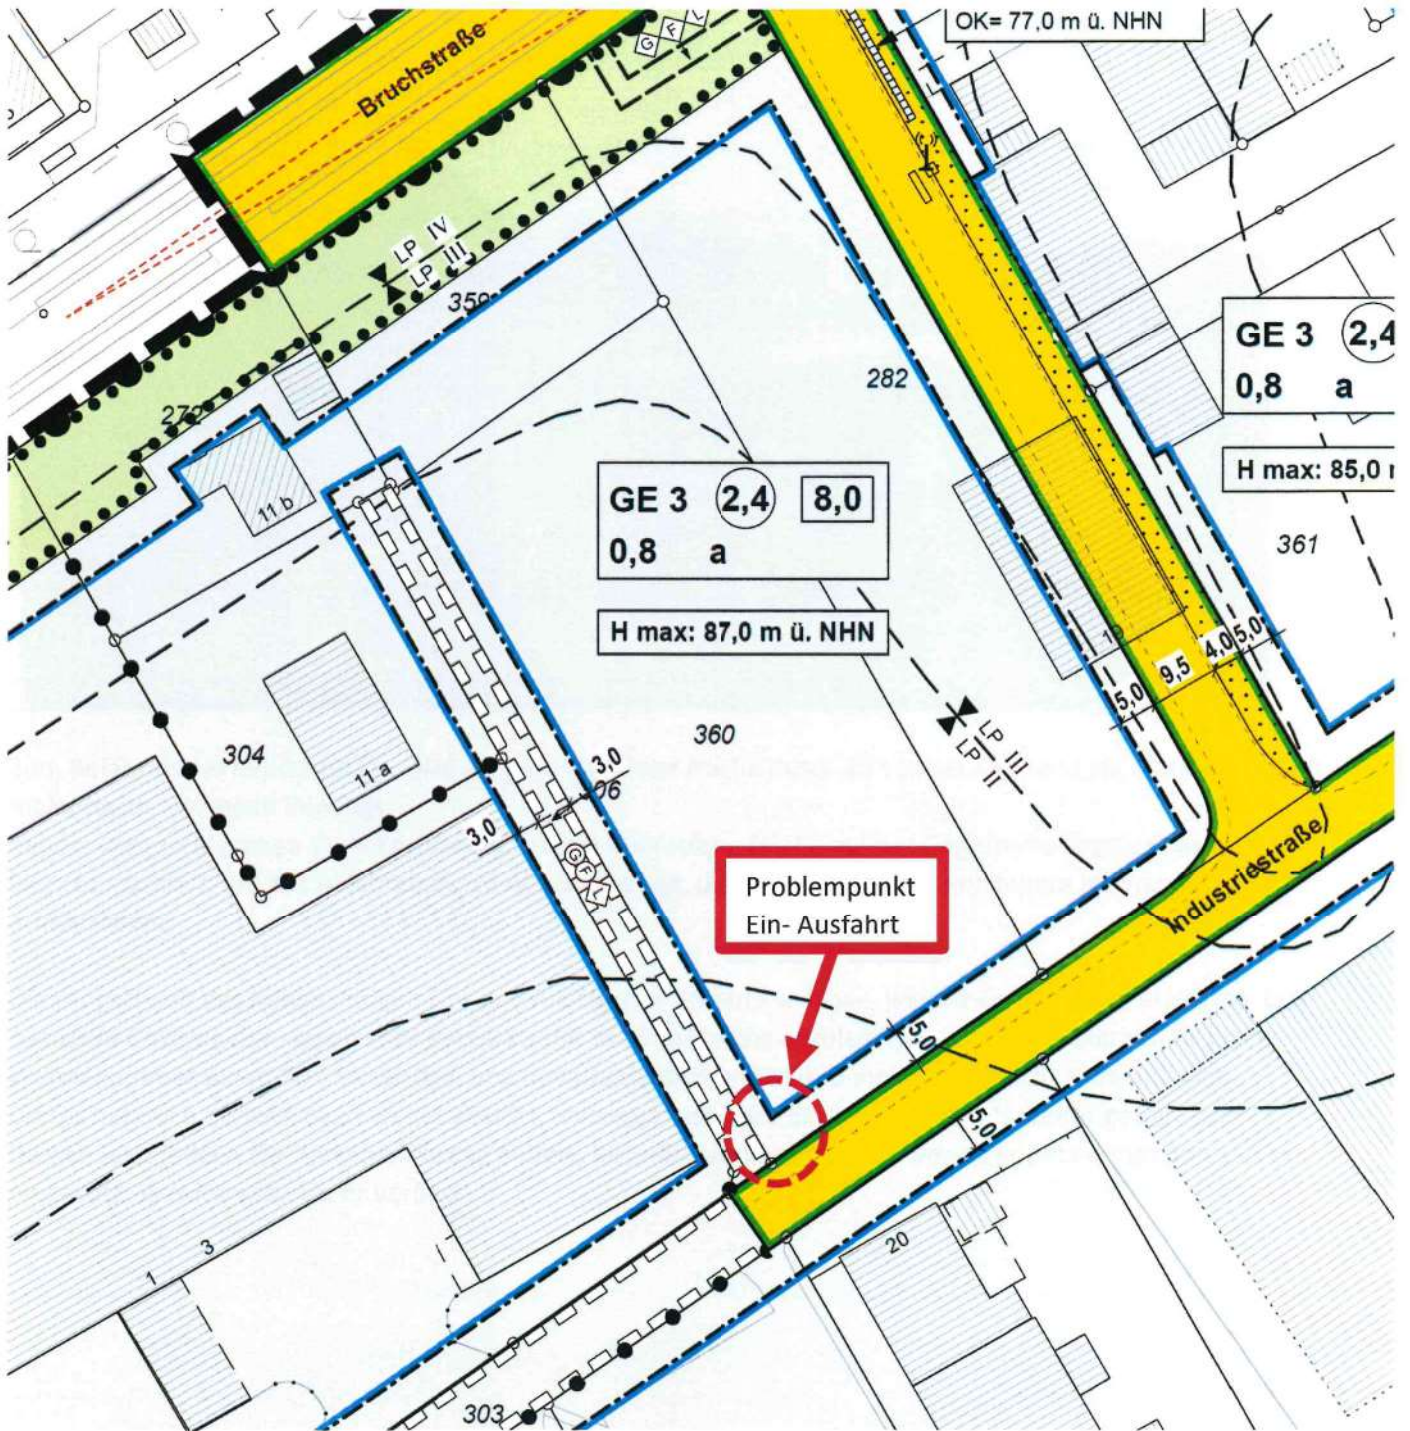 OK= 77,0 m ü. NHN
G F L
Bruchstraße
LP IV
LP III
359
272
282
GE 3 2,4
0,8 a
H max: 85,0
361
11 b
GE 3 2,4 8,0
0,8 a
H max: 87,0 m ü. NHN
5,0
4,0
9,5
5,0
304
11 a
360
3,0
06
3,0
LP III
LP II
G F L
Problempunkt
Ein- Ausfahrt
Industriestraße
5,0
5,0
20
3
1
303